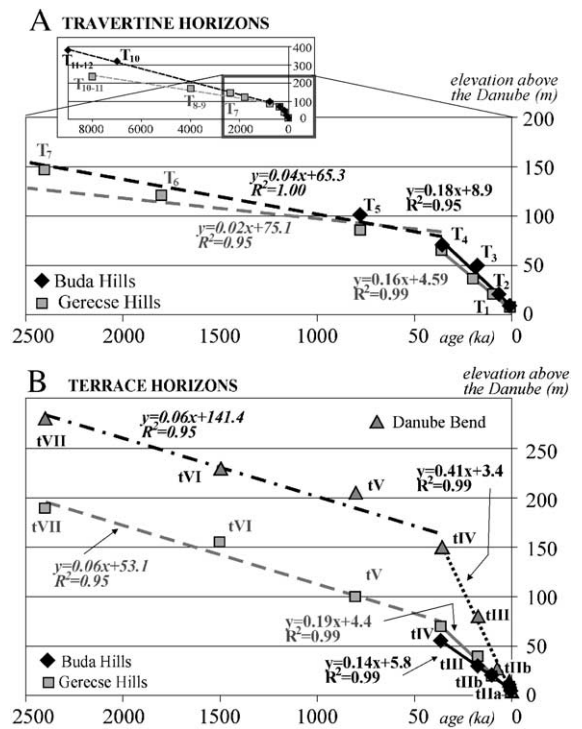 A TRAVERTINE HORIZONS
T11-12
T10
T10-11
T8-9
T7
400
300
200
100
0
8000 6000 4000 2000 0
elevation above
the Danube (m)
200
150
100
50
0
T7
T6
T5
T4
T3
T2
T1
y=0.04x+65.3
R²=1.00
y=0.18x+8.9
R²=0.95
y=0.02x+75.1
R²=0.95
y=0.16x+4.59
R²=0.99
Buda Hills
Gerecse Hills
2500 2000 1500 1000 500 0
age (ka)
B TERRACE HORIZONS
elevation above
the Danube (m)
y=0.06x+141.4
R²=0.95
Danube Bend
250
200
150
100
50
0
tVII
tVI
tV
y=0.41x+3.4
R²=0.99
tIV
tVII
tVI
tV
y=0.06x+53.1
R²=0.95
tIII
y=0.19x+4.4
R²=0.99
tIV
y=0.14x+5.8
R²=0.99
tIII
tIIb
tIIb
tIIa
Buda Hills
Gerecse Hills
2500 2000 1500 1000 500 0
age (ka)